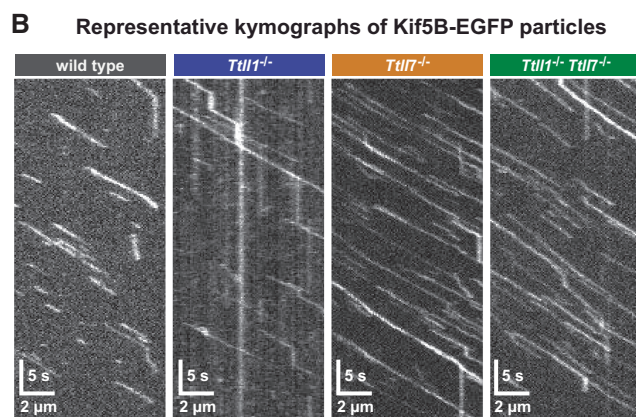 B Representative kymographs of Kif5B-EGFP particles
wild type
Ttll1-/-
Ttll7-/-
Ttll1-/- Ttll7-/-
5 s
2 µm
5 s
2 µm
5 s
2 µm
5 s
2 µm